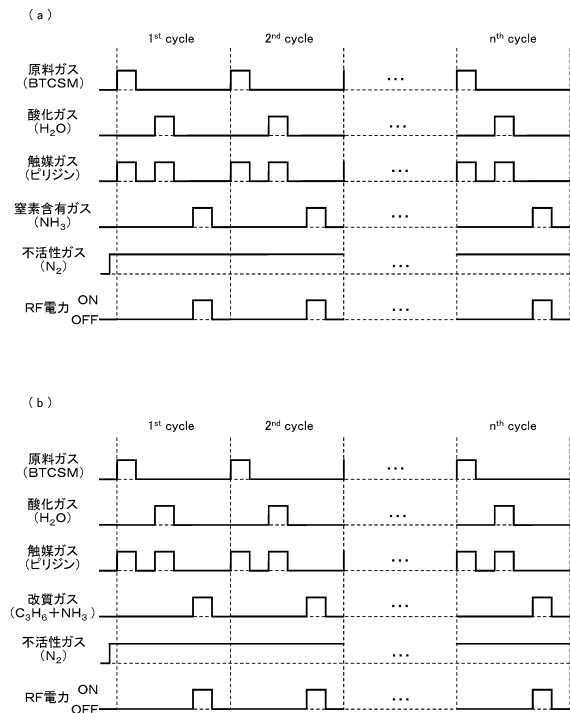 (a)
1st cycle 2nd cycle nth cycle
原料ガス
(BTCSM)
...
酸化ガス
(H2O)
...
触媒ガス
(ピリジン)
...
窒素含有ガス
(NH3)
...
不活性ガス
(N2)
...
RF電力 ON
OFF
...
(b)
1st cycle 2nd cycle nth cycle
原料ガス
(BTCSM)
...
酸化ガス
(H2O)
...
触媒ガス
(ピリジン)
...
改質ガス
(C3H6+NH3)
...
不活性ガス
(N2)
...
RF電力 ON
OFF
...